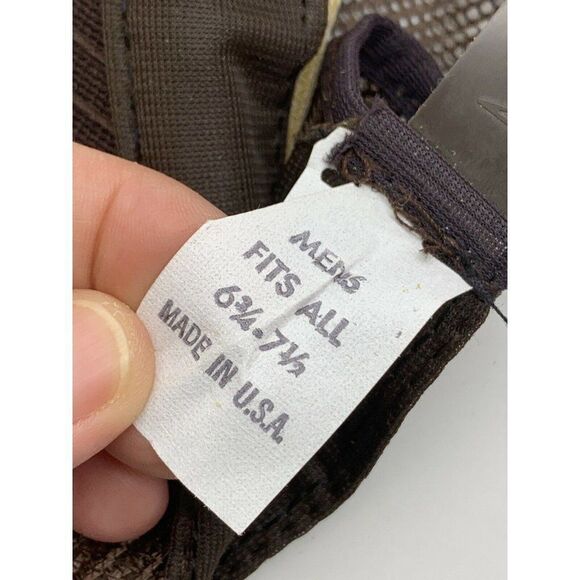 MENS
FITS ALL
6¾-7½
MADE IN U.S.A.